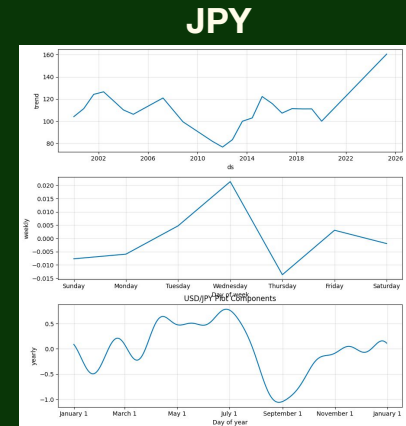 JPY
160
140
120
100
80
trend
2002 2006 2010 2014 2018 2022 2026
ds
0.020
0.015
0.010
0.005
0.000
−0.005
−0.010
−0.015
weekly
Sunday Monday Tuesday Wednesday Thursday Friday Saturday
Day of week
USD/JPY Plot Components
0.5
0.0
−0.5
−1.0
yearly
January 1 March 1 May 1 July 1 September 1 November 1 January 1
Day of year